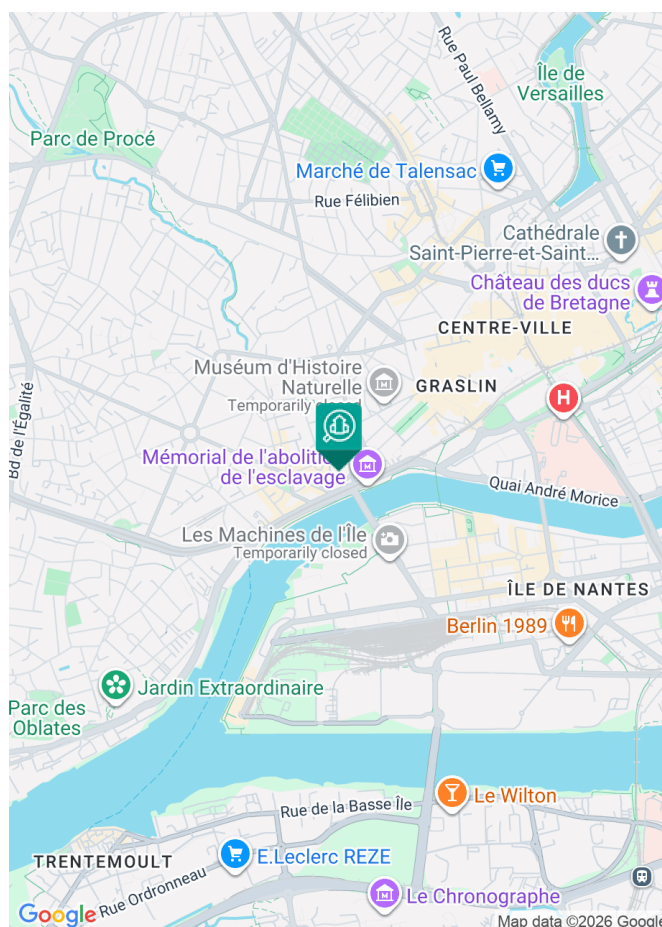 Rue Paul Bellamy
Île de
Versailles
Parc de Procé
Marché de Talensac
Rue Félibien
Cathédrale
Saint-Pierre-et-Saint...
Château des ducs
de Bretagne
CENTRE-VILLE
Muséum d'Histoire
Naturelle
Temporarily closed
GRASLIN
H
Bd de l'Égalité
Mémorial de l'abolition
de l'esclavage
Quai André Morice
Les Machines de l'Île
Temporarily closed
ÎLE DE NANTES
Berlin 1989
Jardin Extraordinaire
Parc des
Oblates
Le Wilton
Rue de la Basse Île
TRENTEMOULT
E.Leclerc REZE
Rue Ordronneau
Le Chronographe
Google
Map data ©2026 Google